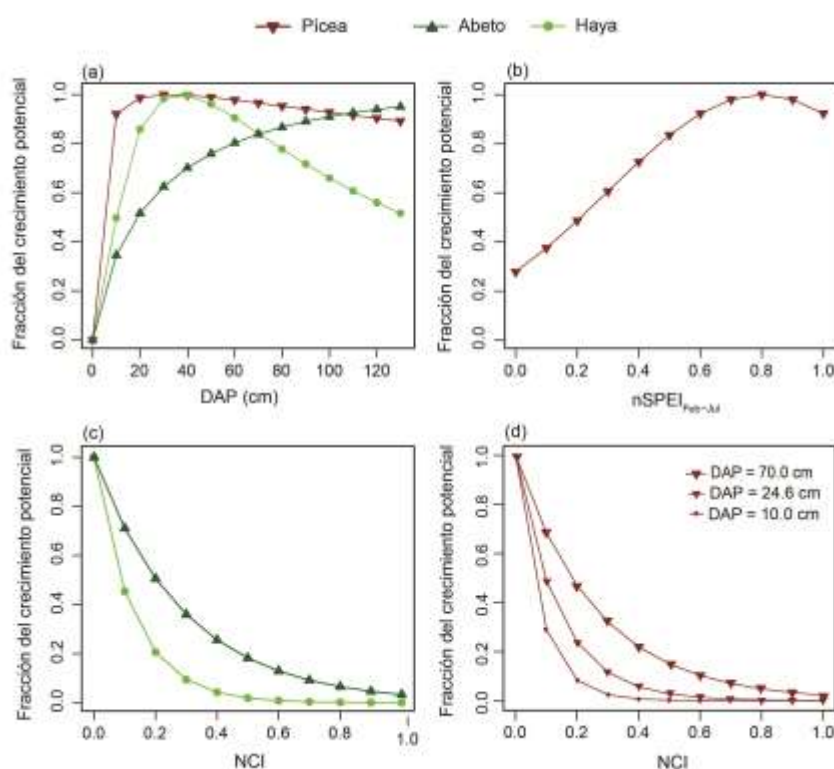 Picea Abeto Haya
(a)
Fracción del crecimiento potencial
0.0 0.2 0.4 0.6 0.8 1.0
0 20 40 60 80 100 120
DAP (cm)
(b)
Fracción del crecimiento potencial
0.0 0.2 0.4 0.6 0.8 1.0
0.0 0.2 0.4 0.6 0.8 1.0
nSPEI Feb-Jul
(c)
Fracción del crecimiento potencial
0.0 0.2 0.4 0.6 0.8 1.0
0.0 0.2 0.4 0.6 0.8 1.0
NCI
(d)
DAP = 70.0 cm
DAP = 24.6 cm
DAP = 10.0 cm
Fracción del crecimiento potencial
0.0 0.2 0.4 0.6 0.8 1.0
0.0 0.2 0.4 0.6 0.8 1.0
NCI